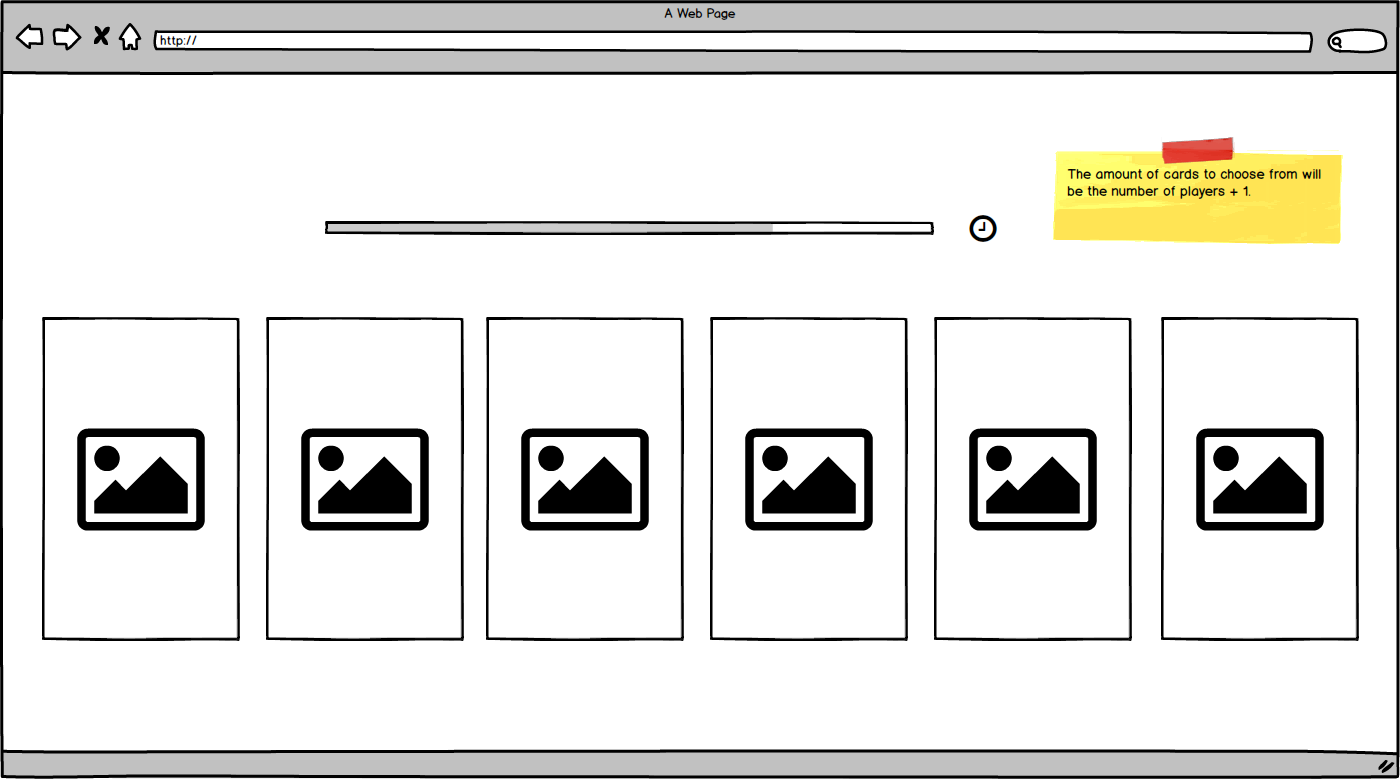 A Web Page
http://
The amount of cards to choose from will
be the number of players + 1.